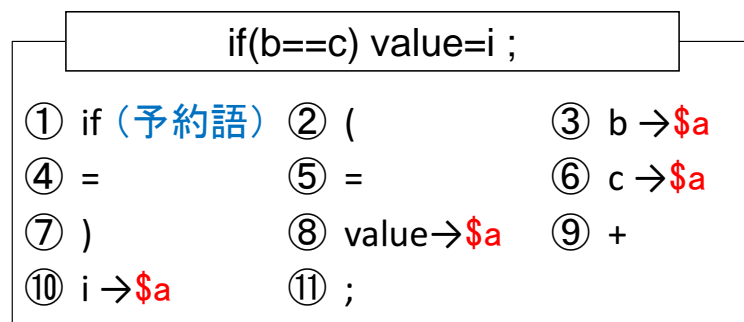 if(b==c) value=i ;
① if（予約語） ② ( ③ b →$a
④ = ⑤ = ⑥ c →$a
⑦ ) ⑧ value→$a ⑨ +
⑩ i →$a ⑪ ;